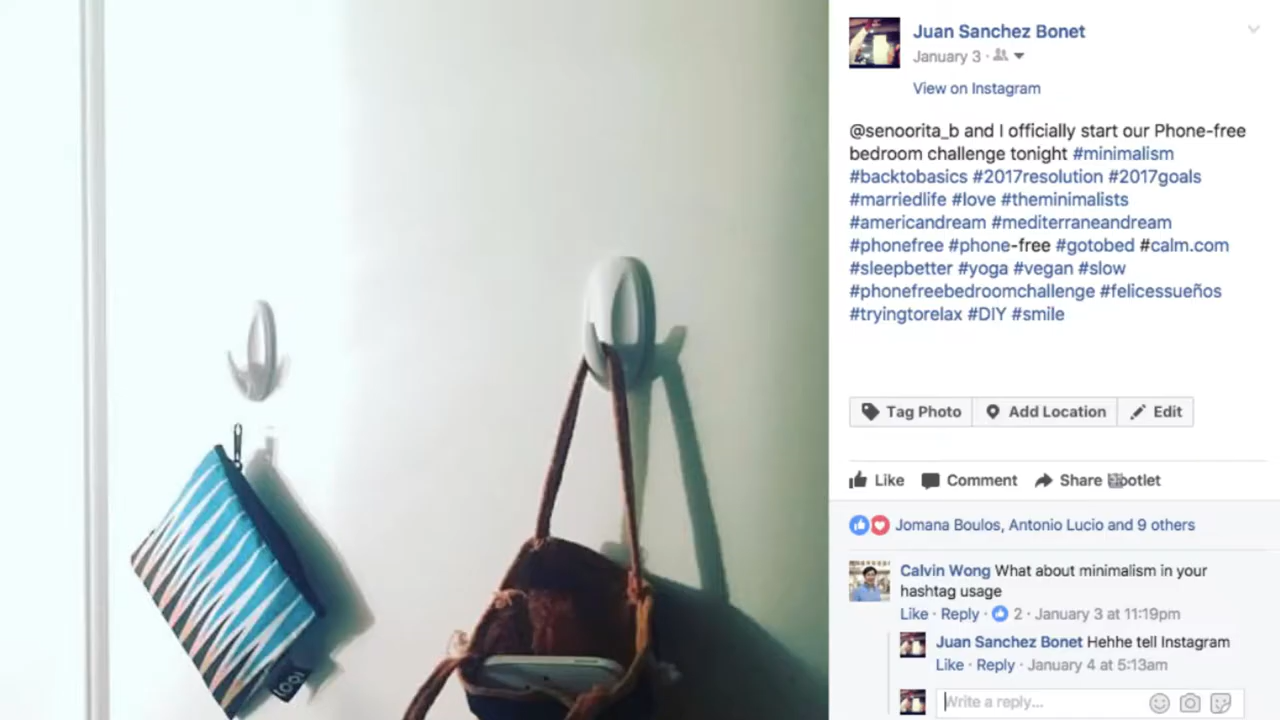 Juan Sanchez Bonet
January 3 ·
View on Instagram
@senoorita_b and I officially start our Phone-free
bedroom challenge tonight #minimalism
#backtobasics #2017resolution #2017goals
#marriedlife #love #theminimalists
#americandream #mediterraneandream
#phonefree #phone-free #gotobed #calm.com
#sleepbetter #yoga #vegan #slow
#phonefreebedroomchallenge #felicessueños
#tryingtorelax #DIY #smile
Tag Photo Add Location Edit
Like Comment Share
Jomana Boulos, Antonio Lucio and 9 others
Calvin Wong What about minimalism in your
hashtag usage
Like · Reply · 2 · January 3 at 11:19pm
Juan Sanchez Bonet Hehhe tell Instagram
Like · Reply · January 4 at 5:13am
Write a reply...